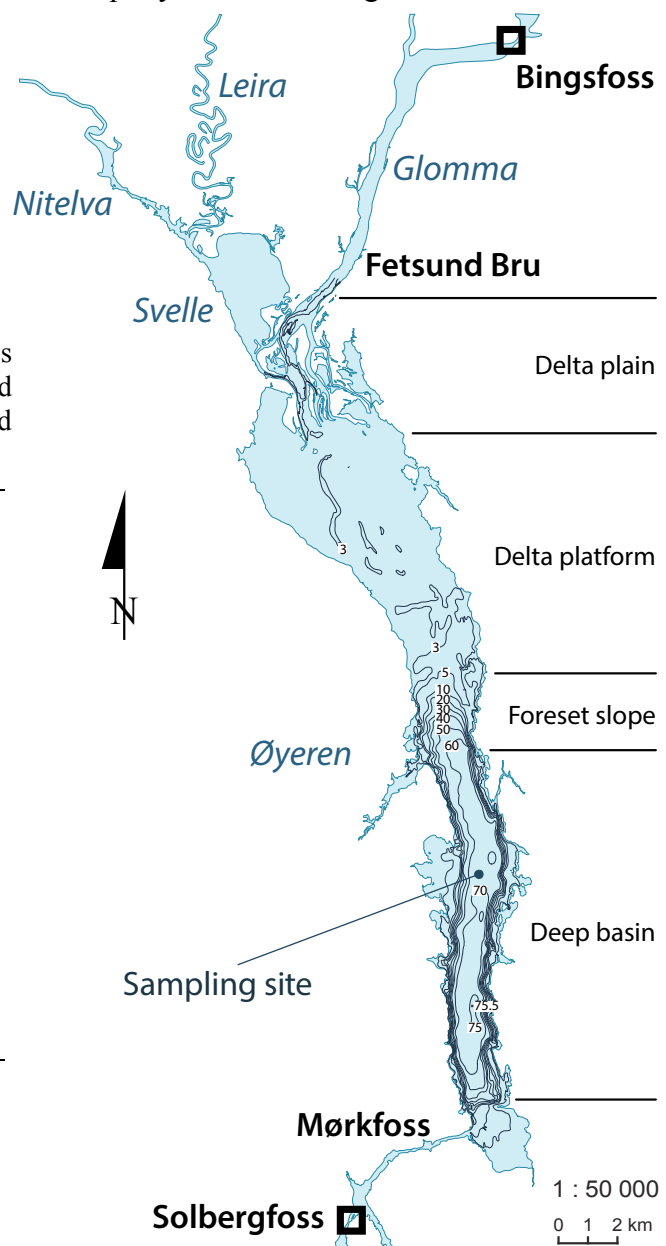 Bingsfoss
Leira
Glomma
Nitelva
Fetsund Bru
Svelle
s
d
d
Delta plain
3
Delta platform
N
3
5
10
20
30
40
50
60
Foreset slope
Øyeren
70
Deep basin
Sampling site
75.5
75
Mørkfoss
1 : 50 000
Solbergfoss
0 1 2 km